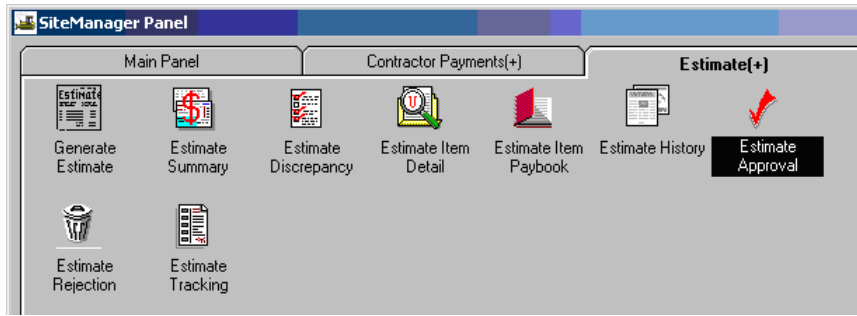 SiteManager Panel
Main Panel
Contractor Payments(+)
Estimate(+)
Estimate
Generate
Estimate
Estimate
Summary
Estimate
Discrepancy
Estimate Item
Detail
Estimate Item
Paybook
Estimate History
Estimate
Approval
Estimate
Rejection
Estimate
Tracking